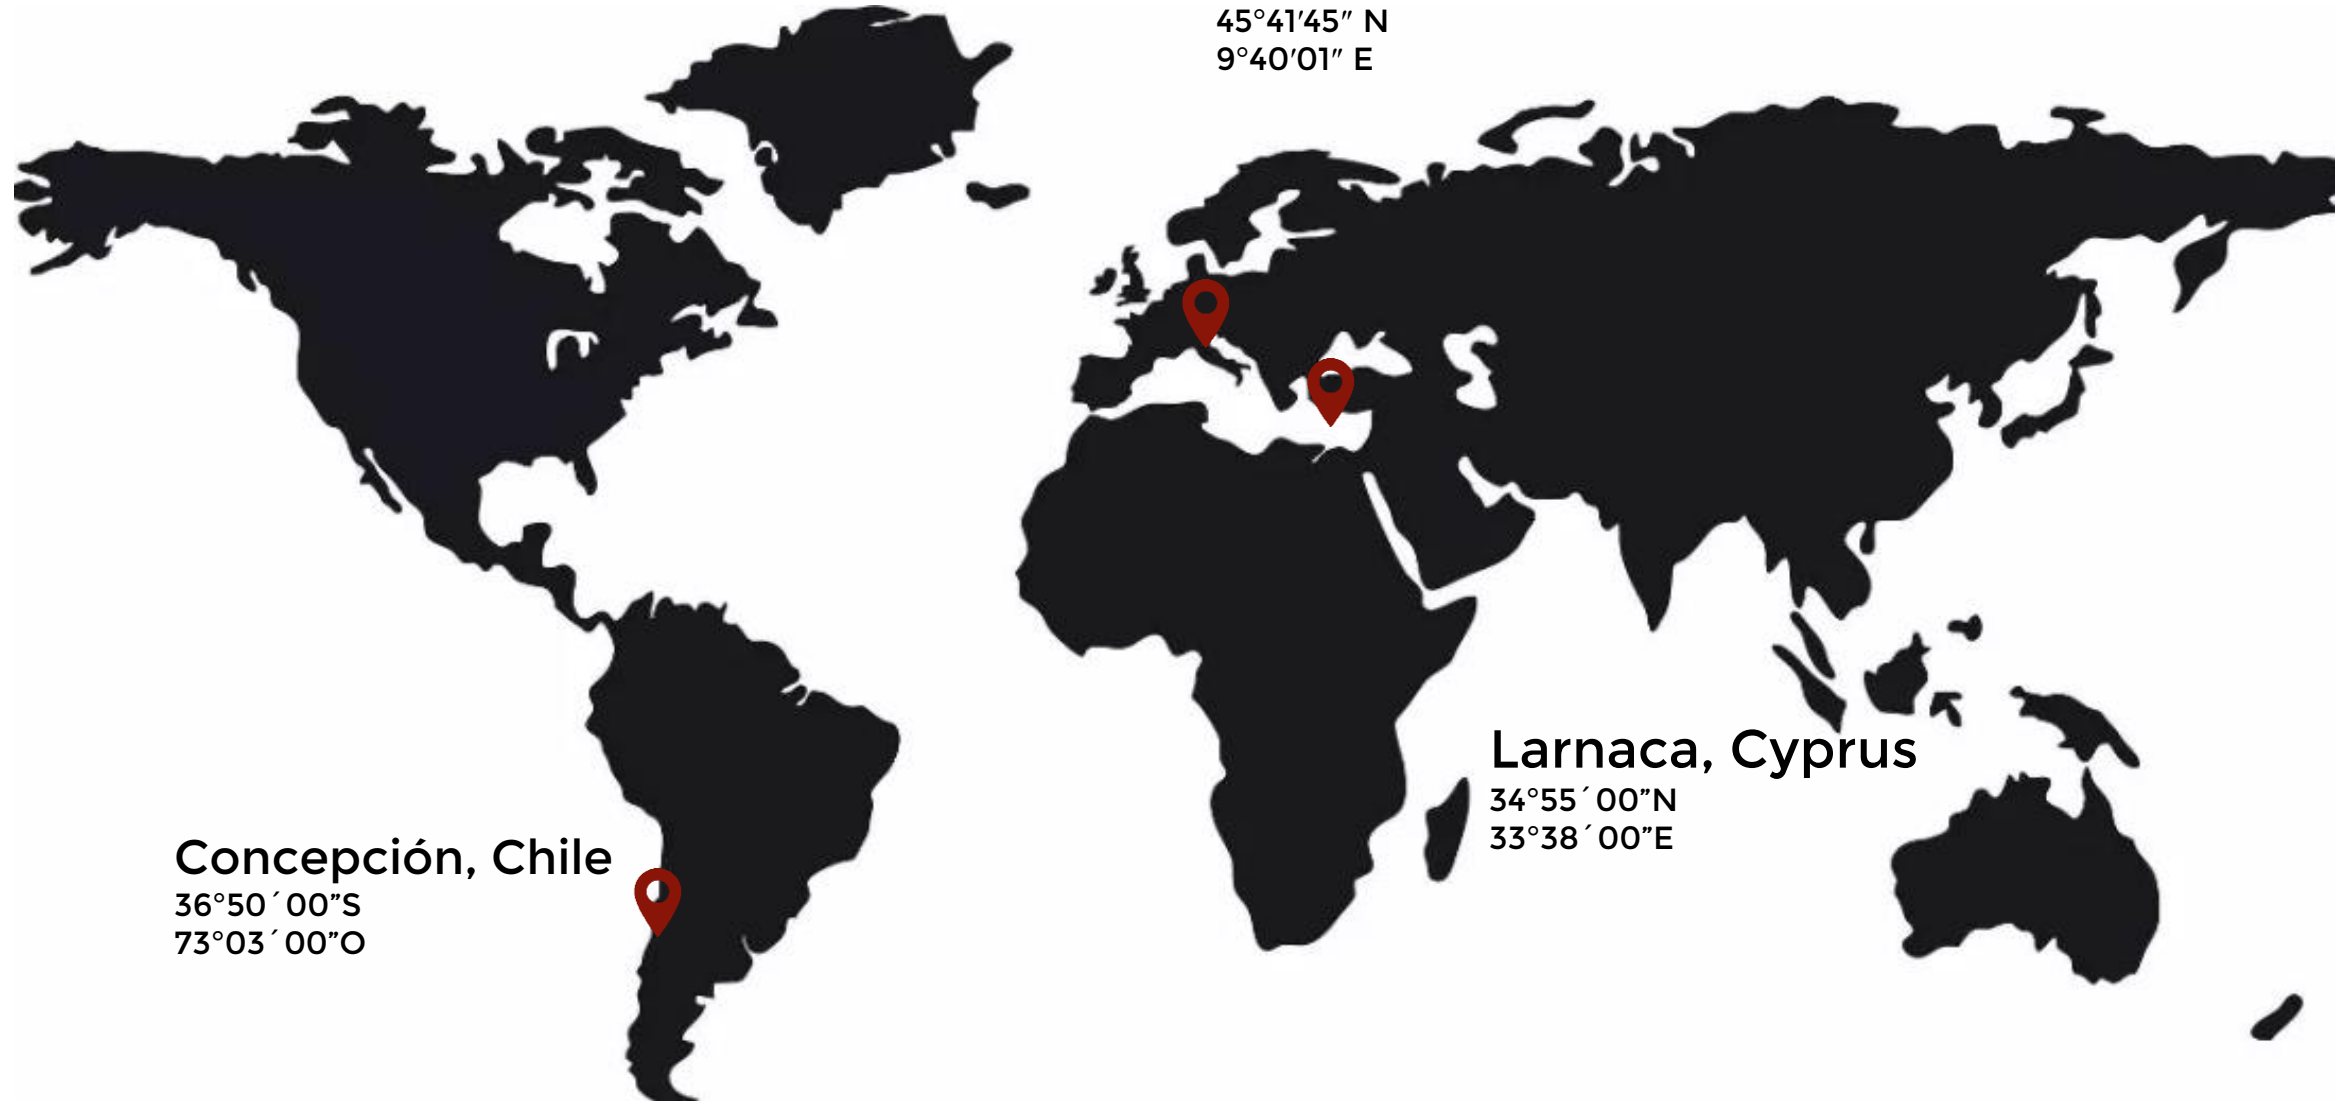 45°41'45" N
9°40'01" E
Larnaca, Cyprus
34°55´00”N
33°38´00”E
Concepción, Chile
36°50´00”S
73°03´00”O